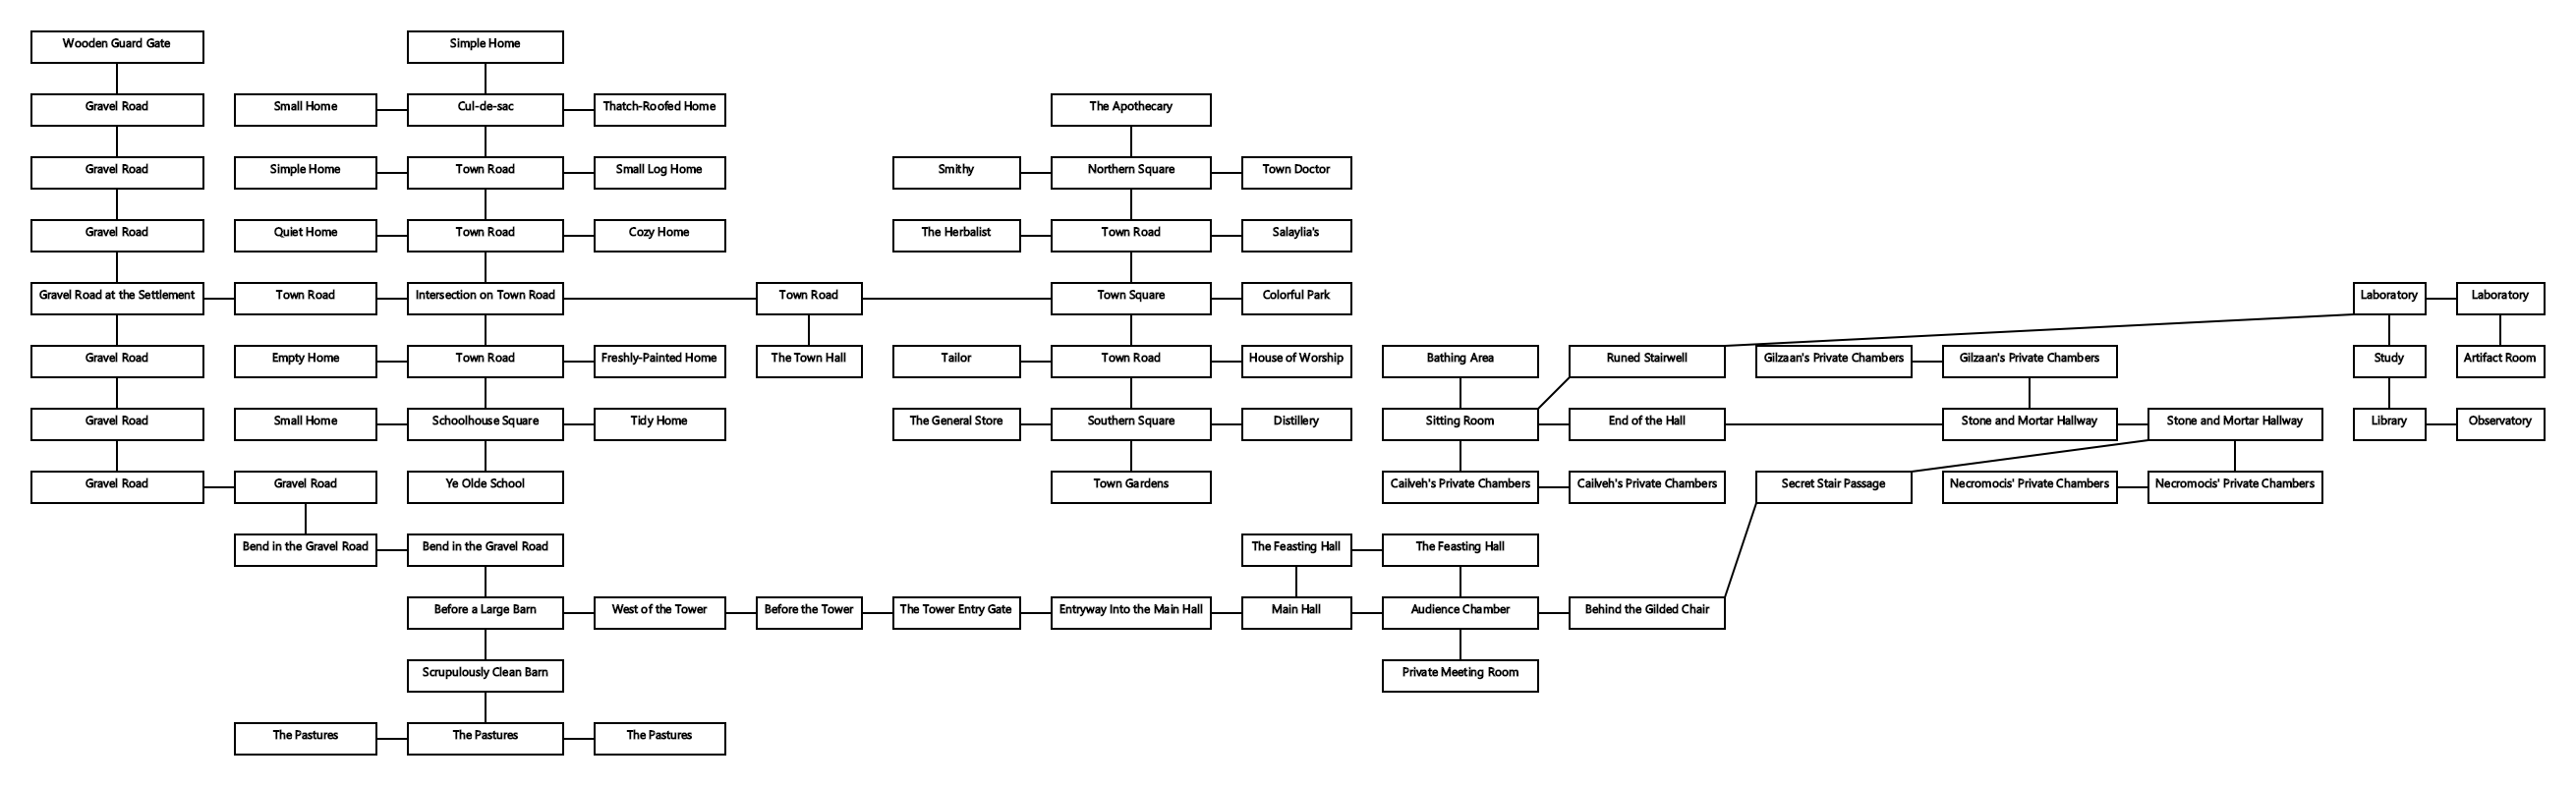 Wooden Guard Gate
Simple Home
Gravel Road
Small Home
Cul-de-sac
Thatch-Roofed Home
The Apothecary
Gravel Road
Simple Home
Town Road
Small Log Home
Smithy
Northern Square
Town Doctor
Gravel Road
Quiet Home
Town Road
Cozy Home
The Herbalist
Town Road
Salaylia's
Gravel Road at the Settlement
Town Road
Intersection on Town Road
Town Road
Town Square
Colorful Park
Laboratory
Laboratory
Gravel Road
Empty Home
Town Road
Freshly-Painted Home
The Town Hall
Tailor
Town Road
House of Worship
Bathing Area
Runed Stairwell
Gilzaan's Private Chambers
Gilzaan's Private Chambers
Study
Artifact Room
Gravel Road
Small Home
Schoolhouse Square
Tidy Home
The General Store
Southern Square
Distillery
Sitting Room
End of the Hall
Stone and Mortar Hallway
Stone and Mortar Hallway
Library
Observatory
Gravel Road
Gravel Road
Ye Olde School
Town Gardens
Cailveh's Private Chambers
Cailveh's Private Chambers
Secret Stair Passage
Necromocis' Private Chambers
Necromocis' Private Chambers
Bend in the Gravel Road
Bend in the Gravel Road
The Feasting Hall
The Feasting Hall
Before a Large Barn
West of the Tower
Before the Tower
The Tower Entry Gate
Entryway Into the Main Hall
Main Hall
Audience Chamber
Behind the Gilded Chair
Scrupulously Clean Barn
Private Meeting Room
The Pastures
The Pastures
The Pastures